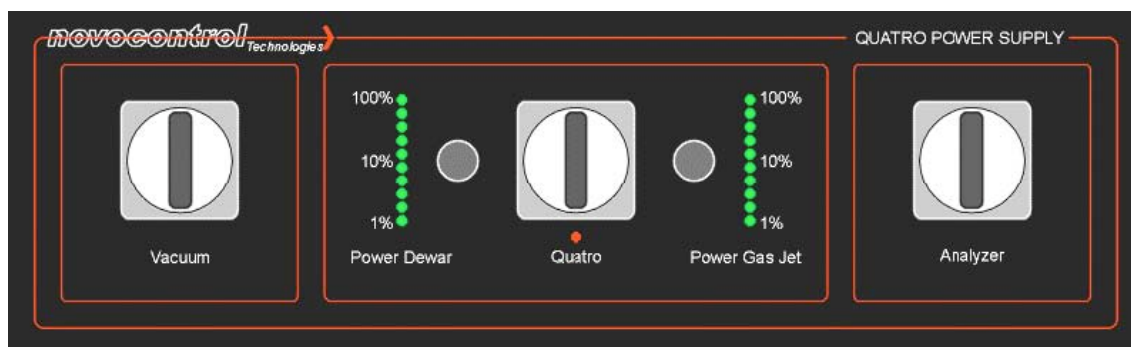 novocontrol Technologies
QUATRO POWER SUPPLY
Vacuum
100%
10%
1%
Power Dewar
Quatro
100%
10%
1%
Power Gas Jet
Analyzer